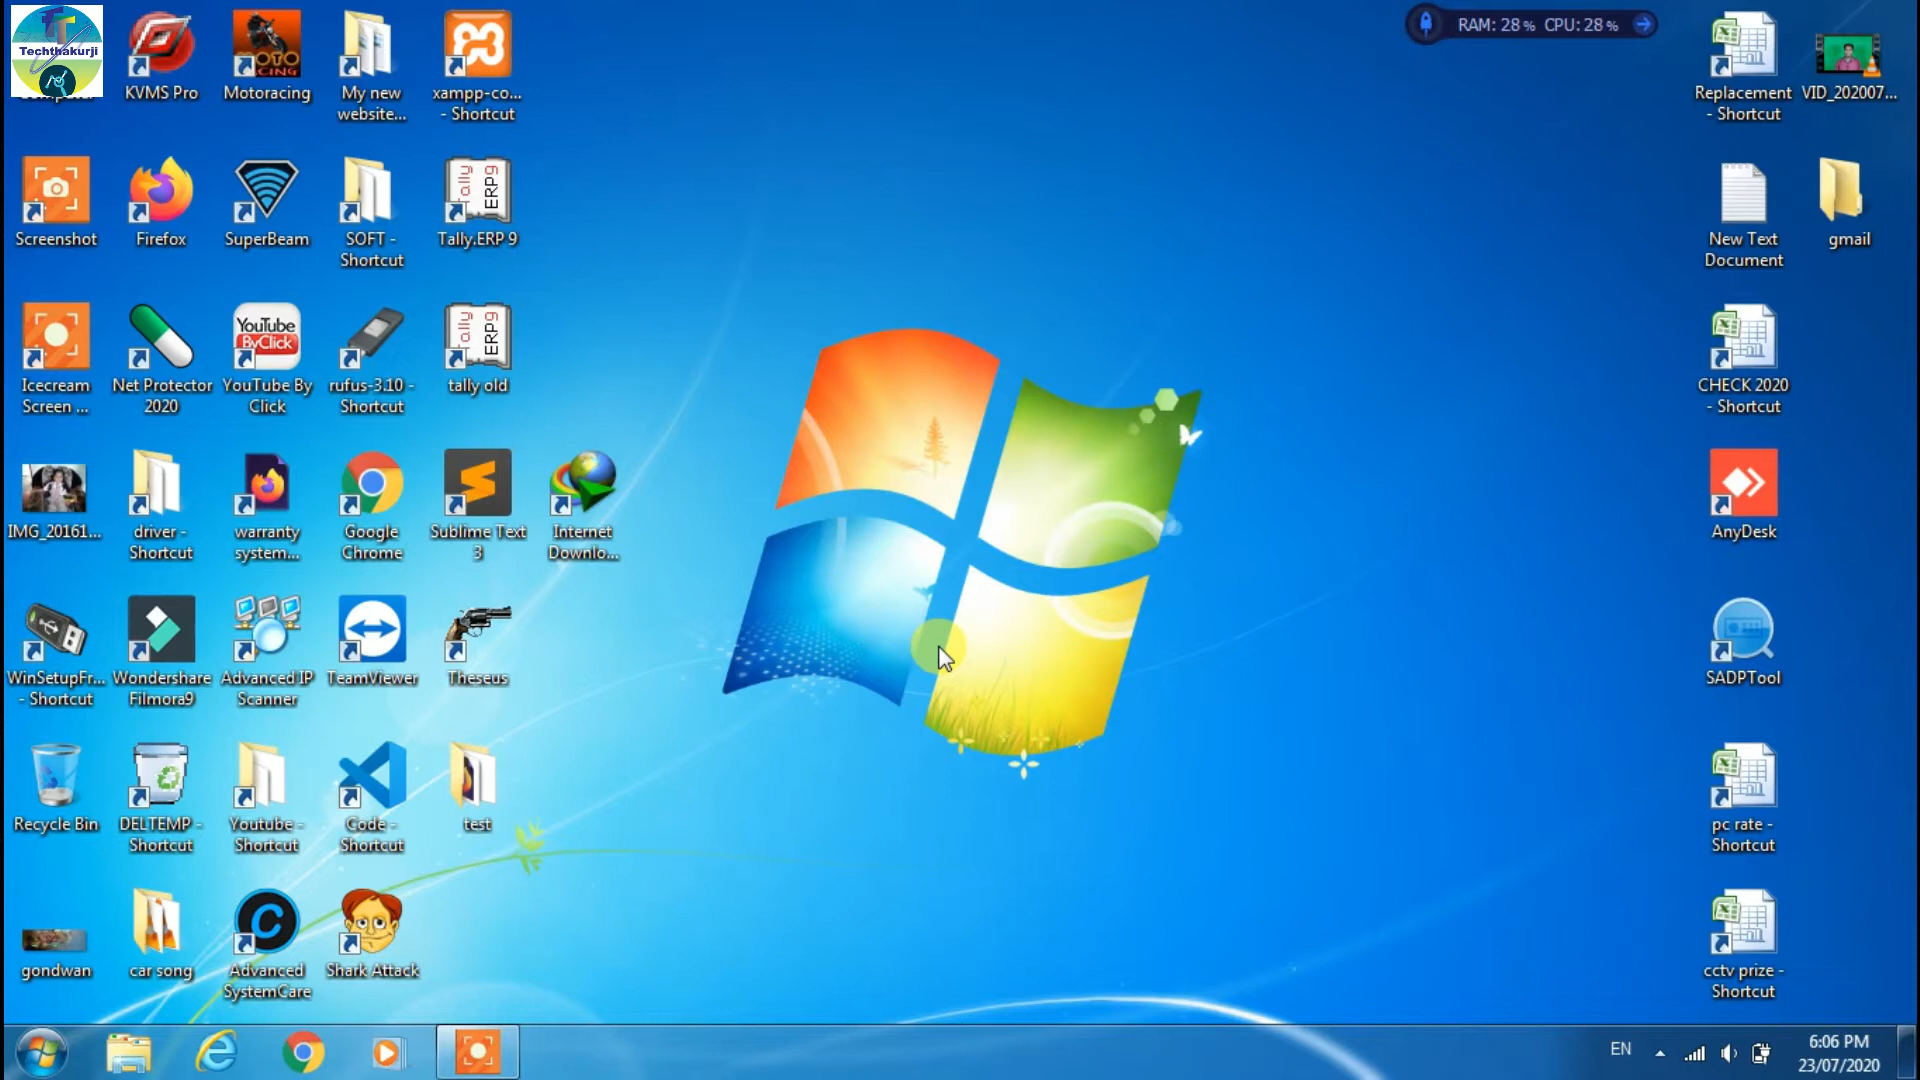 Techthakurji
KVMS Pro
Motoracing
My new
website...
xampp-co...
- Shortcut
RAM: 28% CPU: 28%
Replacement
- Shortcut
VID_202007...
Screenshot
Firefox
SuperBeam
SOFT -
Shortcut
Tally.ERP 9
New Text
Document
gmail
YouTube
ByClick
Icecream
Screen ...
Net Protector
2020
YouTube By
Click
rufus-3.10 -
Shortcut
tally old
CHECK 2020
- Shortcut
IMG_20161...
driver -
Shortcut
warranty
system...
Google
Chrome
Sublime Text
3
Internet
Downlo...
AnyDesk
WinSetupFr...
- Shortcut
Wondershare
Filmora9
Advanced IP
Scanner
TeamViewer
Theseus
SADPTool
Recycle Bin
DELTEMP -
Shortcut
Youtube -
Shortcut
Code -
Shortcut
test
pc rate -
Shortcut
gondwan
car song
Advanced
SystemCare
Shark Attack
cctv prize -
Shortcut
EN
6:06 PM
23/07/2020